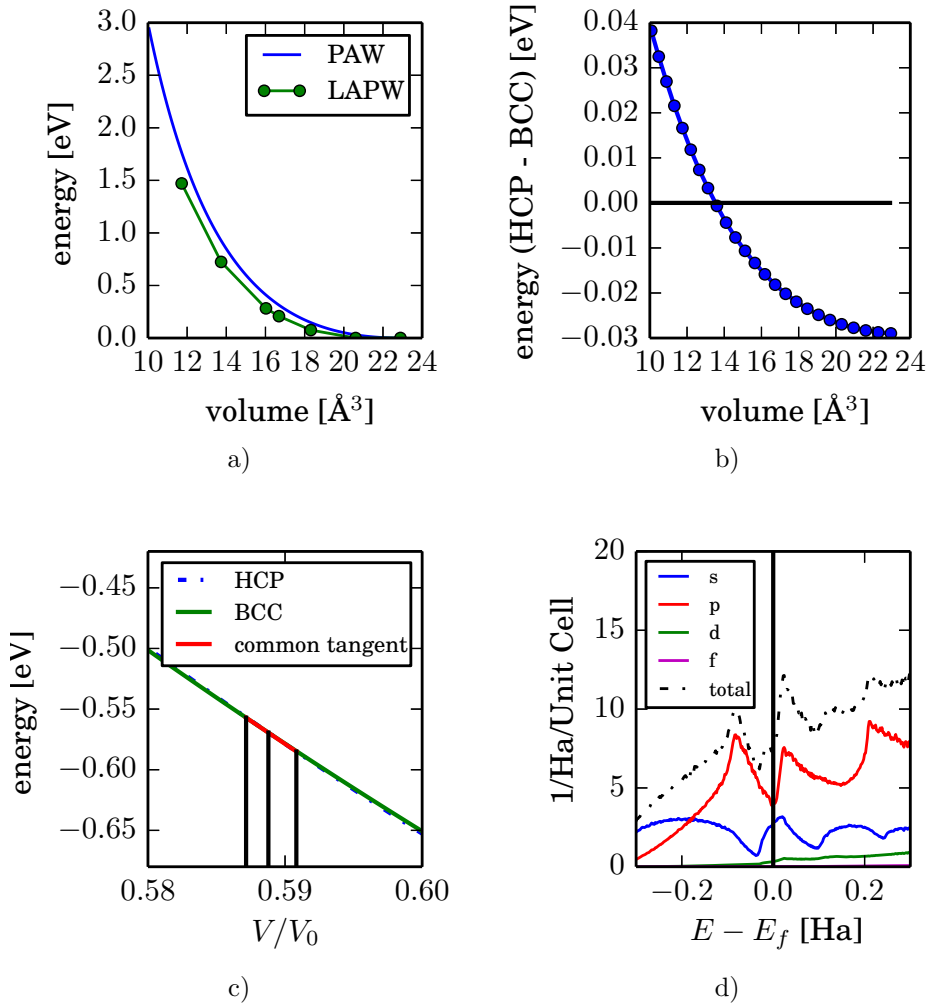 3.0
2.5
2.0
1.5
1.0
0.5
0.0
energy [eV]
PAW
LAPW
10 12 14 16 18 20 22 24
volume [Å³]
a)
0.04
0.03
0.02
0.01
0.00
−0.01
−0.02
−0.03
energy (HCP - BCC) [eV]
10 12 14 16 18 20 22 24
volume [Å³]
b)
−0.45
−0.50
−0.55
−0.60
−0.65
energy [eV]
HCP
BCC
common tangent
0.58 0.59 0.60
V/V₀
c)
20
15
10
5
0
1/Ha/Unit Cell
s
p
d
f
total
−0.2 0.0 0.2
E − E_f [Ha]
d)